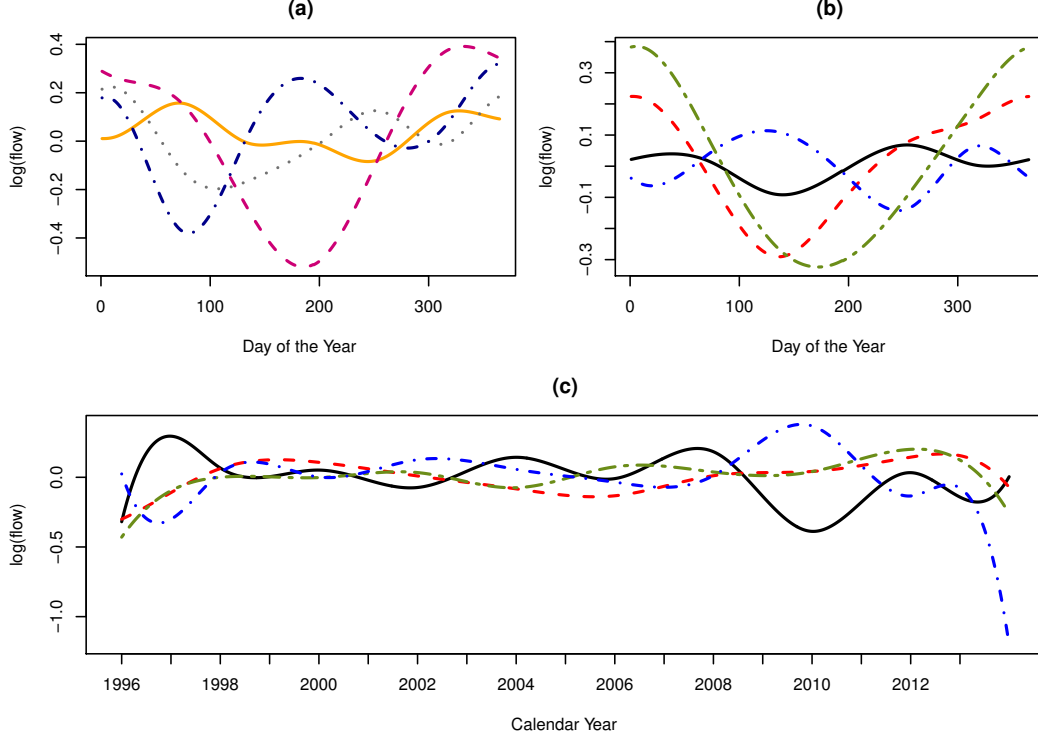 (a)
log(flow)
0.4
0.2
0.0
−0.2
−0.4
0 100 200 300
Day of the Year
(b)
log(flow)
0.3
0.1
−0.1
−0.3
0 100 200 300
Day of the Year
(c)
log(flow)
0.0
−0.5
−1.0
1996 1998 2000 2002 2004 2006 2008 2010 2012
Calendar Year